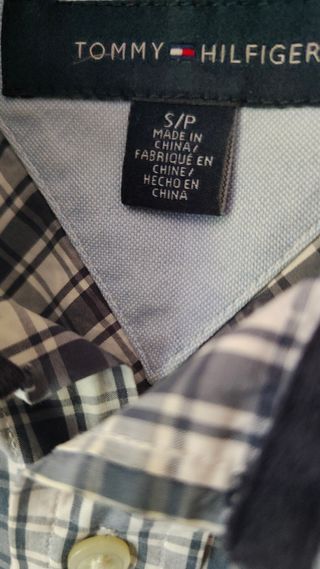 TOMMY HILFIGER
S/P
MADE IN
CHINA/
FABRIQUÉ EN
CHINE/
HECHO EN
CHINA